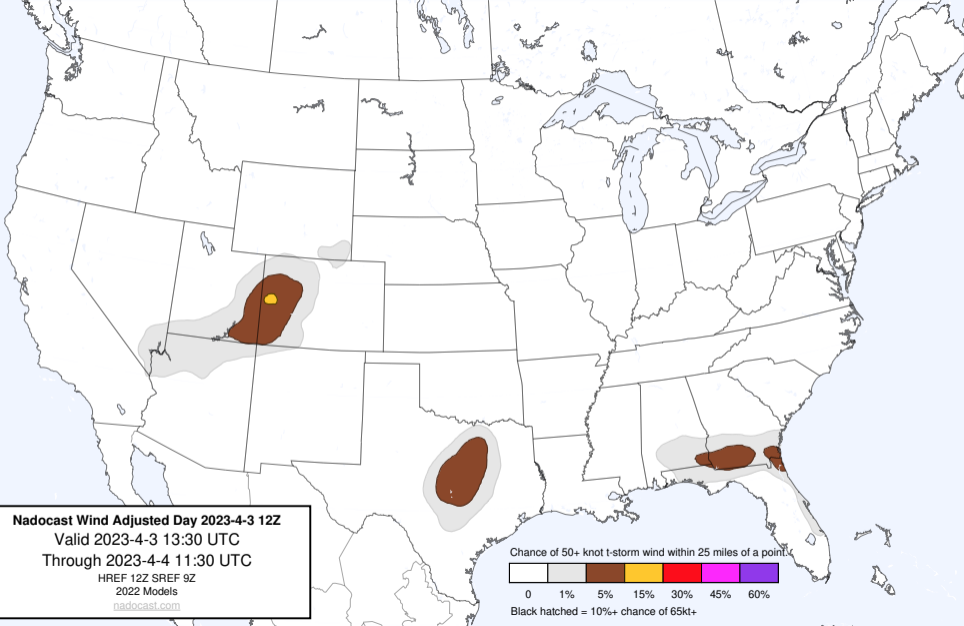 Nadocast Wind Adjusted Day 2023-4-3 12Z
Valid 2023-4-3 13:30 UTC
Through 2023-4-4 11:30 UTC
HREF 12Z SREF 9Z
2022 Models
nadocast.com
Chance of 50+ knot t-storm wind within 25 miles of a point.
0 1% 5% 15% 30% 45% 60%
Black hatched = 10%+ chance of 65kt+